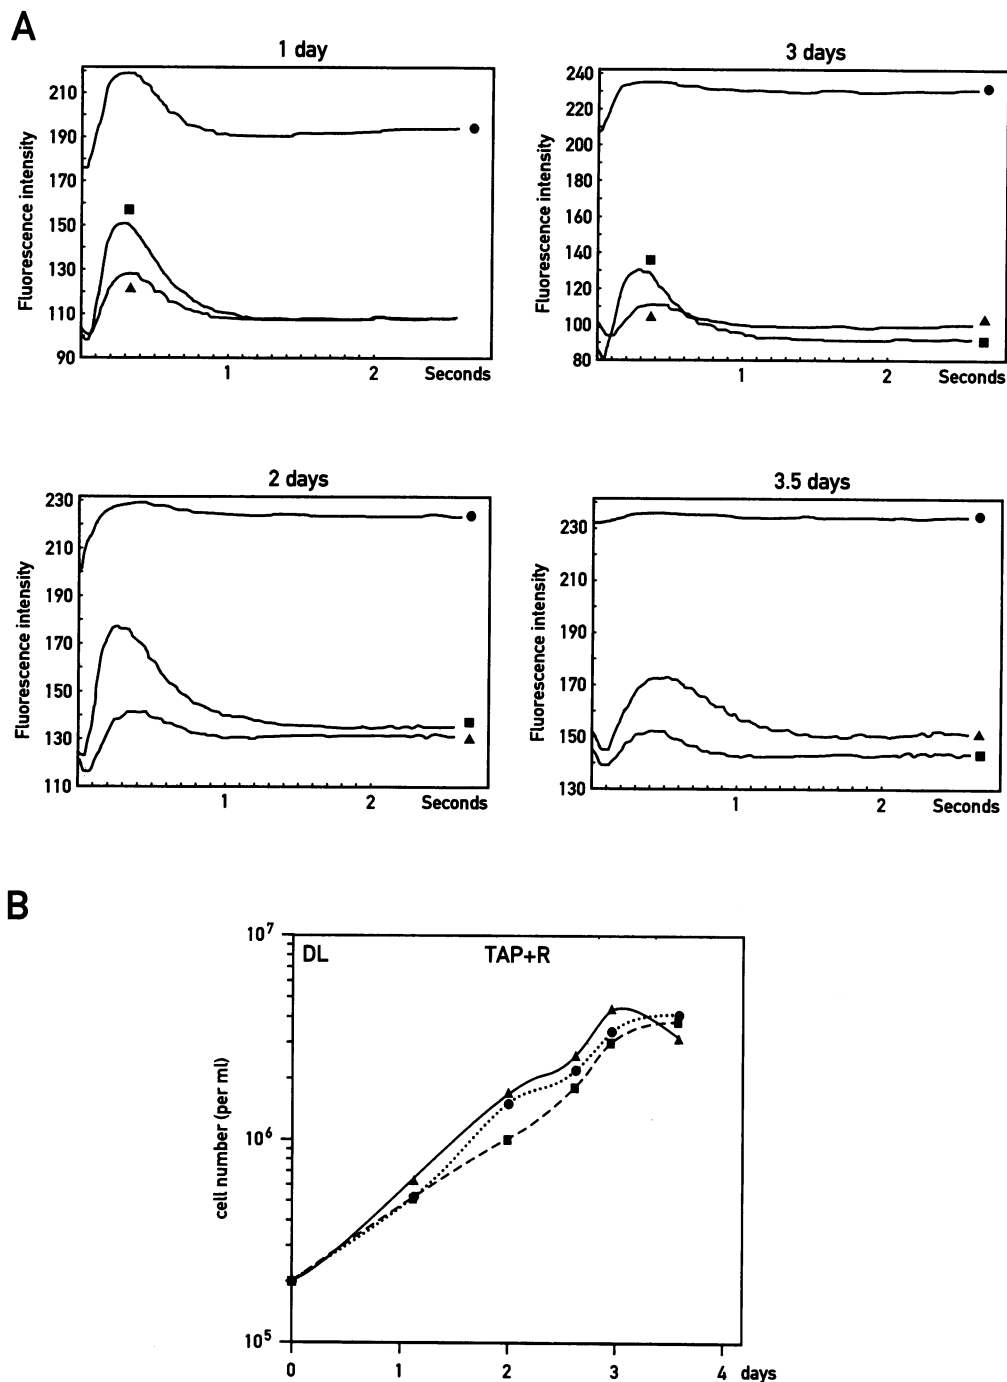 A
1 day
Fluorescence intensity
210
190
170
150
130
110
90
1
2
Seconds
3 days
Fluorescence intensity
240
220
200
180
160
140
120
100
80
1
2
Seconds
2 days
Fluorescence intensity
230
210
190
170
150
130
110
1
2
Seconds
3.5 days
Fluorescence intensity
230
210
190
170
150
130
1
2
Seconds
B
DL
TAP+R
cell number (per ml)
10⁷
10⁶
10⁵
0
1
2
3
4
days